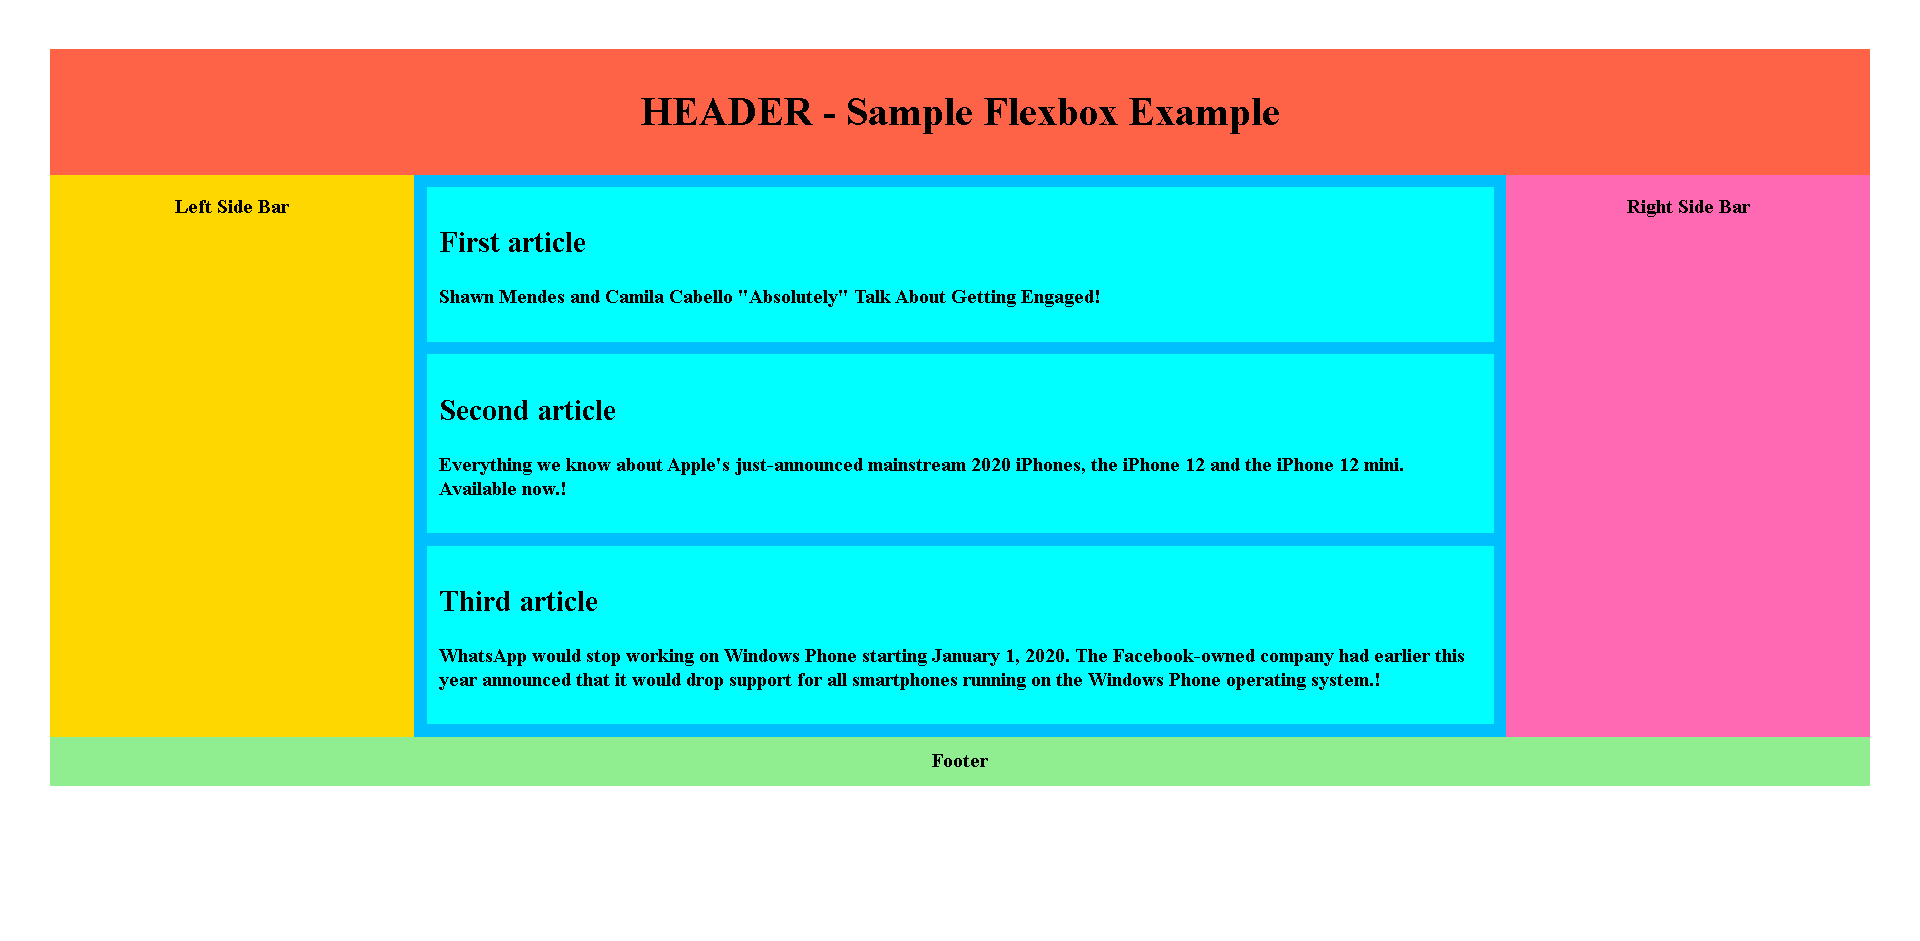 HEADER - Sample Flexbox Example
Left Side Bar
First article
Shawn Mendes and Camila Cabello "Absolutely" Talk About Getting Engaged!
Second article
Everything we know about Apple's just-announced mainstream 2020 iPhones, the iPhone 12 and the iPhone 12 mini.
Available now.!
Third article
WhatsApp would stop working on Windows Phone starting January 1, 2020. The Facebook-owned company had earlier this
year announced that it would drop support for all smartphones running on the Windows Phone operating system.!
Right Side Bar
Footer